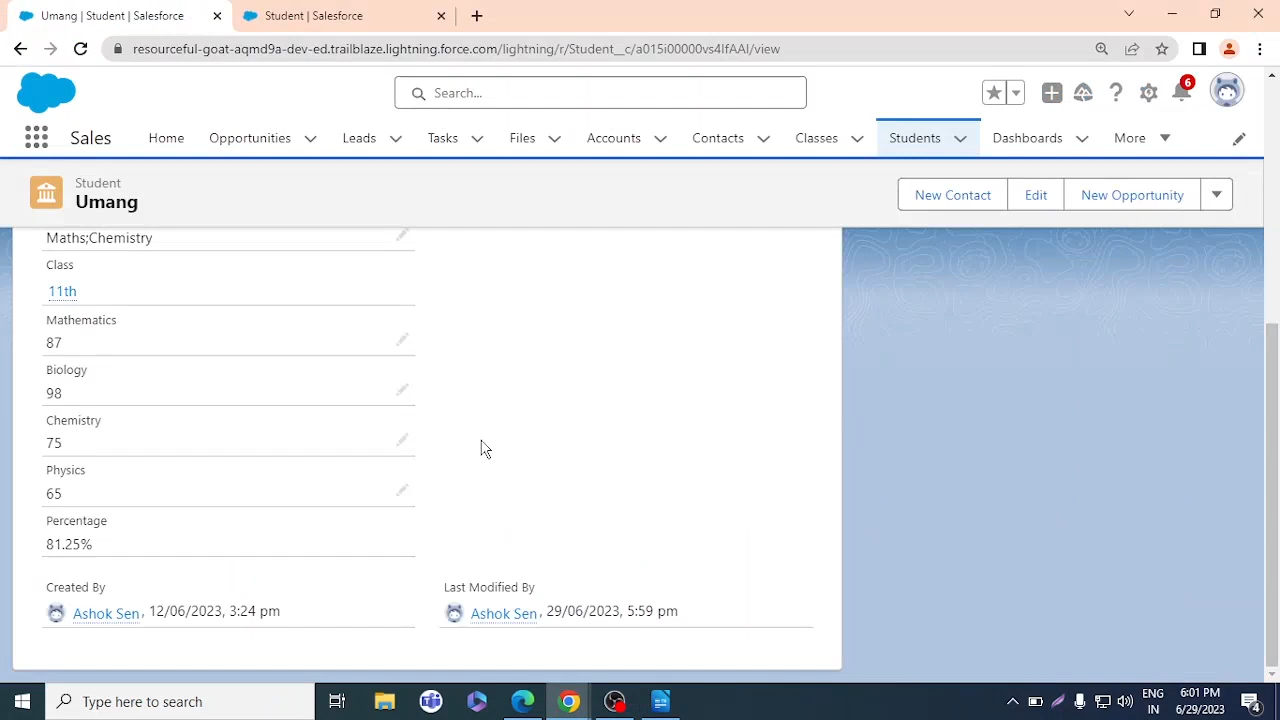 Umang | Student | Salesforce
Student | Salesforce
resourceful-goat-aqmd9a-dev-ed.trailblaze.lightning.force.com/lightning/r/Student__c/a015i00000vs4IfAAI/view
Search...
6
Sales
Home
Opportunities
Leads
Tasks
Files
Accounts
Contacts
Classes
Students
Dashboards
More
Student
Umang
New Contact
Edit
New Opportunity
Maths;Chemistry
Class
11th
Mathematics
87
Biology
98
Chemistry
75
Physics
65
Percentage
81.25%
Created By
Ashok Sen, 12/06/2023, 3:24 pm
Last Modified By
Ashok Sen, 29/06/2023, 5:59 pm
Type here to search
ENG
IN
6:01 PM
6/29/2023
4